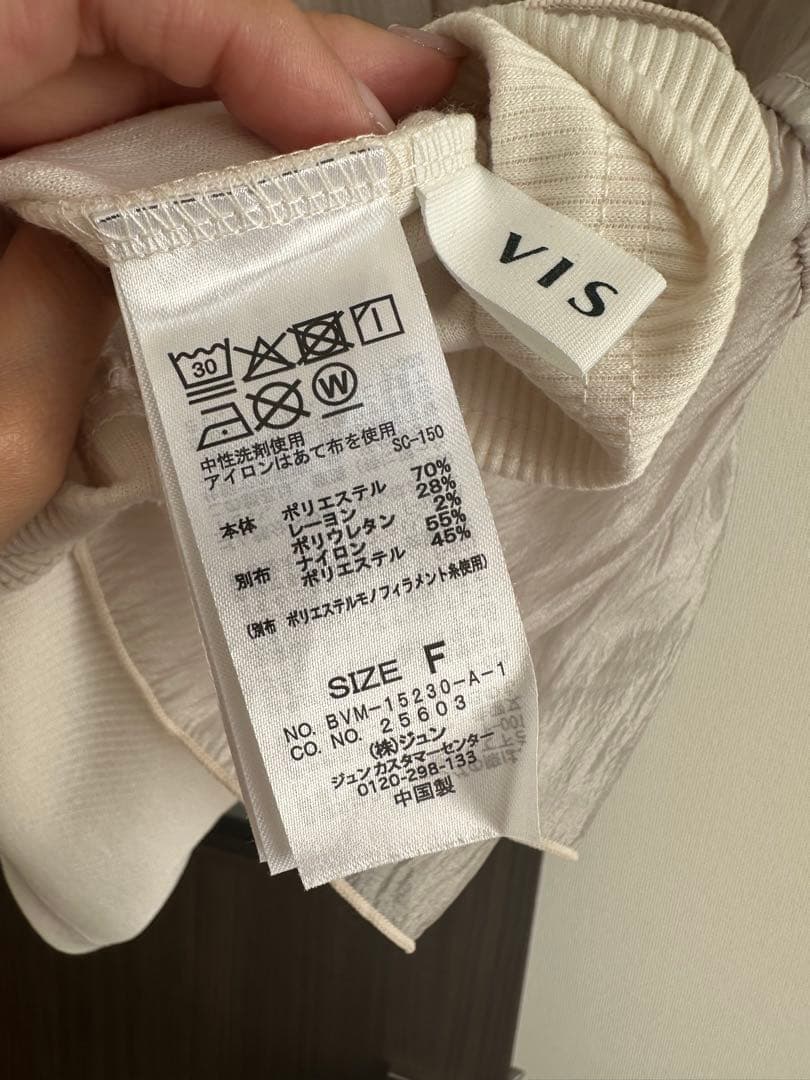 VIS
30
W
中性洗剤使用
アイロンはあて布を使用
SC-150
本体 ポリエステル 70%
レーヨン 28%
ポリウレタン 2%
別布 ナイロン 55%
ポリエステル 45%
(別布 ポリエステルモノフィラメント糸使用)
SIZE F
NO. BVM-15230-A-1
CO. NO. 25603
(株)ジュン
ジュンカスタマーセンター
0120-298-133
中国製